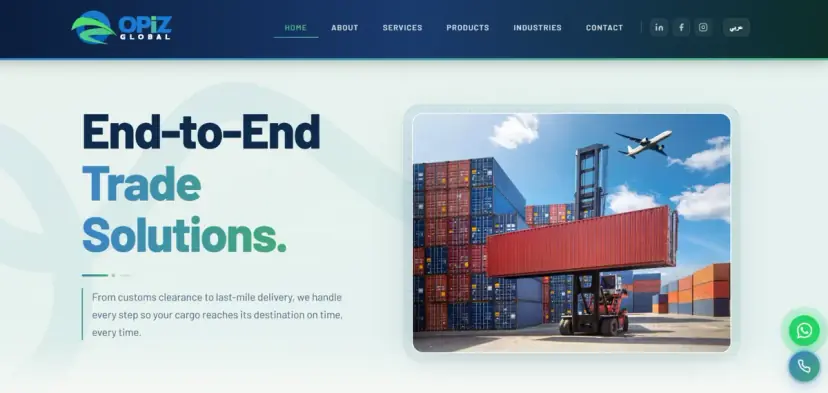 OPiZ
GLOBAL
HOME ABOUT SERVICES PRODUCTS INDUSTRIES CONTACT in f عربي
End-to-End
Trade
Solutions.
From customs clearance to last-mile delivery, we handle
every step so your cargo reaches its destination on time,
every time.